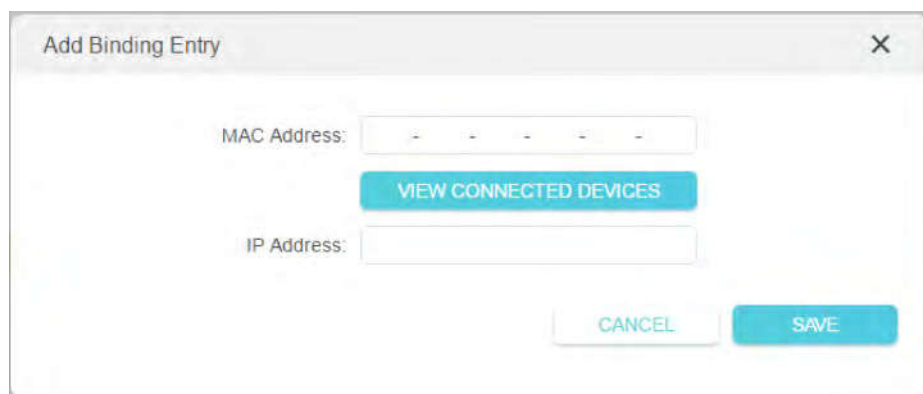 Add Binding Entry ×
MAC Address: - - - - -
VIEW CONNECTED DEVICES
IP Address:
CANCEL SAVE